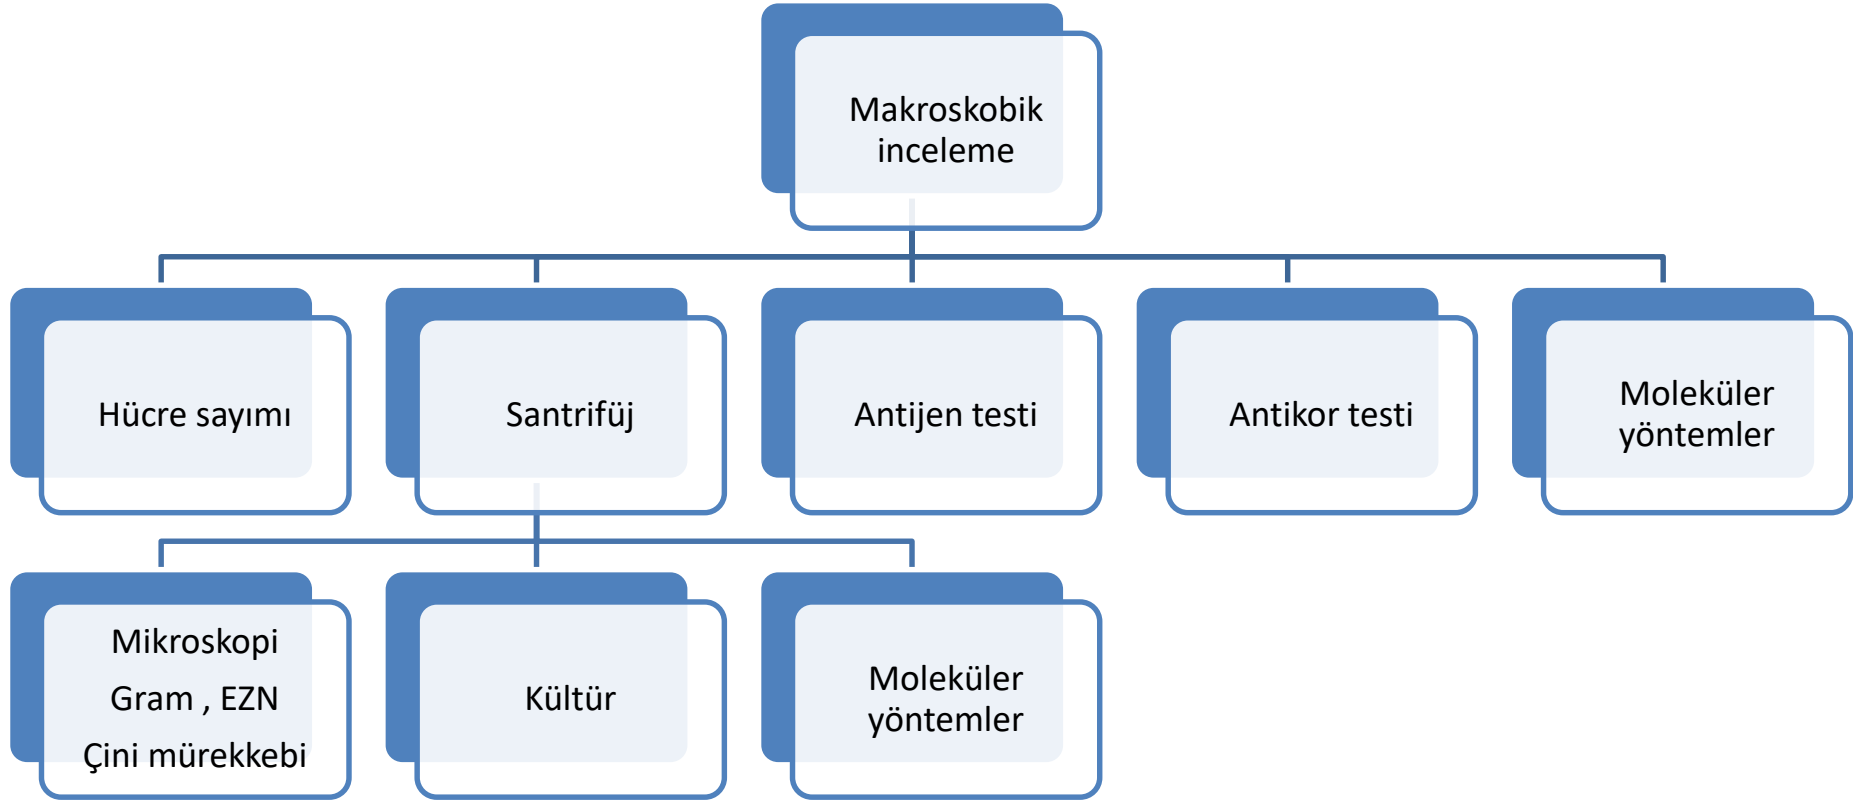 Makroskobik
inceleme
Hücre sayımı
Santrifüj
Antijen testi
Antikor testi
Moleküler
yöntemler
Mikroskopi
Gram , EZN
Çini mürekkebi
Kültür
Moleküler
yöntemler